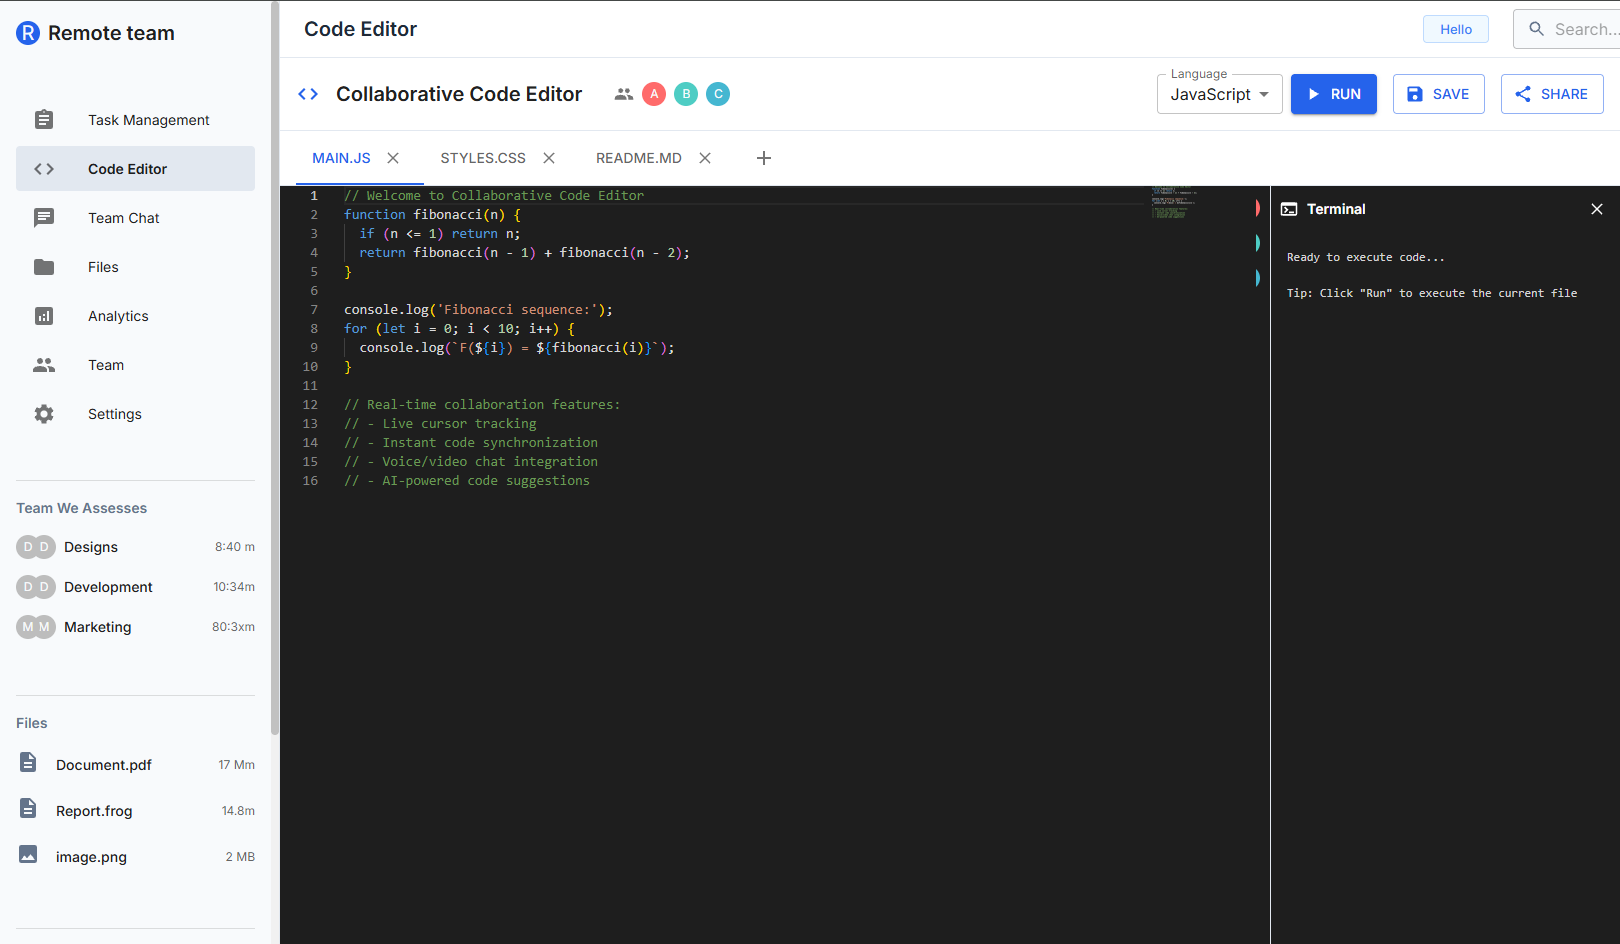 R Remote team
Task Management
Code Editor
Team Chat
Files
Analytics
Team
Settings
Team We Assesses
D D Designs 8:40 m
D D Development 10:34m
M M Marketing 80:3xm
Files
Document.pdf 17 Mm
Report.frog 14.8m
image.png 2 MB
Code Editor
Hello
Search...
Collaborative Code Editor
A B C
Language
JavaScript
RUN
SAVE
SHARE
MAIN.JS
STYLES.CSS
README.MD
1 // Welcome to Collaborative Code Editor
2 function fibonacci(n) {
3 if (n <= 1) return n;
4 return fibonacci(n - 1) + fibonacci(n - 2);
5 }
6
7 console.log('Fibonacci sequence:');
8 for (let i = 0; i < 10; i++) {
9 console.log(`F(${i}) = ${fibonacci(i)}`);
10 }
11
12 // Real-time collaboration features:
13 // - Live cursor tracking
14 // - Instant code synchronization
15 // - Voice/video chat integration
16 // - AI-powered code suggestions
Terminal
Ready to execute code...
Tip: Click "Run" to execute the current file